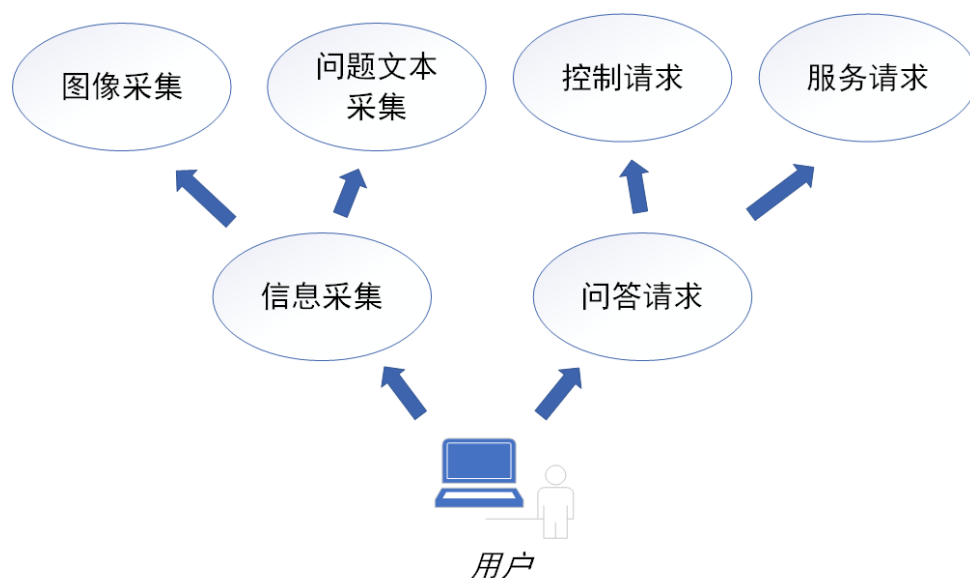 图像采集
问题文本
采集
控制请求
服务请求
信息采集
问答请求
用户